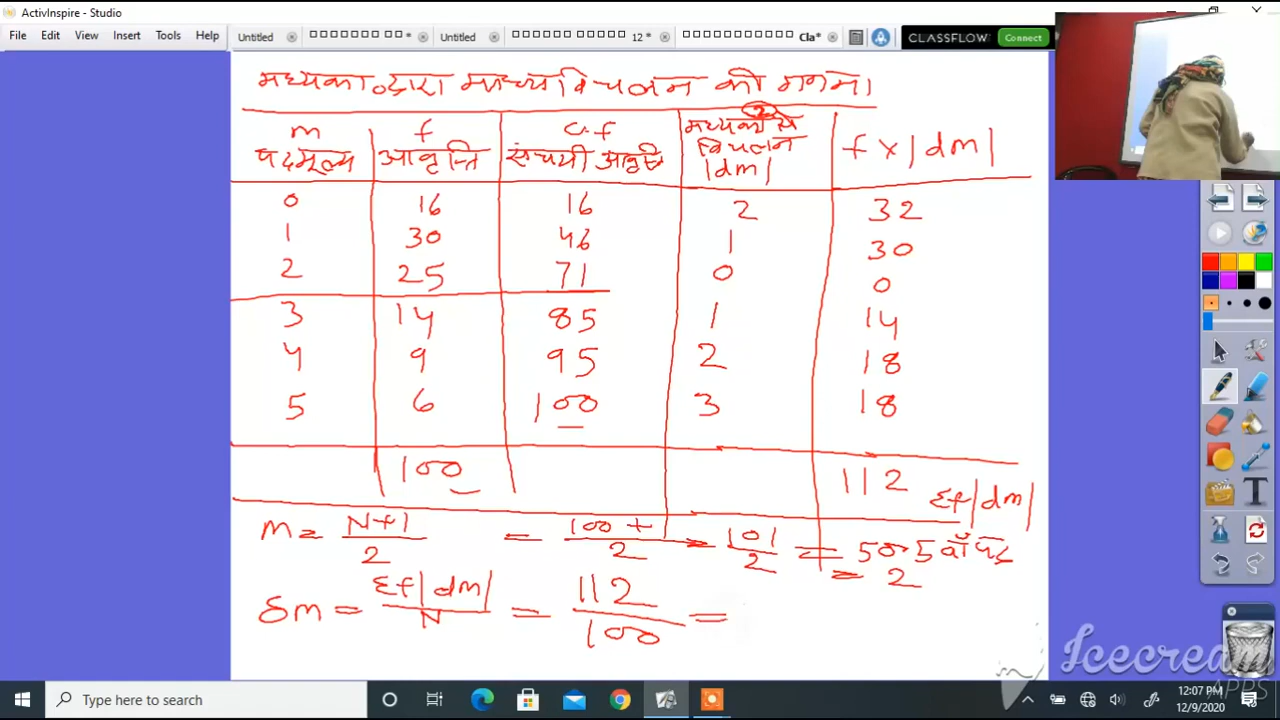 ActivInspire - Studio
File Edit View Insert Tools Help Untitled Untitled 12 * Cla* CLASSFLOW Connect
मध्यका द्वारा माध्य विचलन की गणना।
m f c.f मध्यका से f x |dm|
पदमूल्य आवृत्ति संचयी आवृत्ति विचलन
|dm|
0 16 16 2 32
1 30 46 1 30
2 25 71 0 0
3 14 85 1 14
4 9 95 2 18
5 6 100 3 18
100 112 Σf|dm|
m = N+1/2 = 100+/2 = 101/2 = 50.5 वाँ पद
= 2
δm = Σf|dm|/N = 112/100 =
Icecream
APPS
Type here to search 12:07 PM
12/9/2020